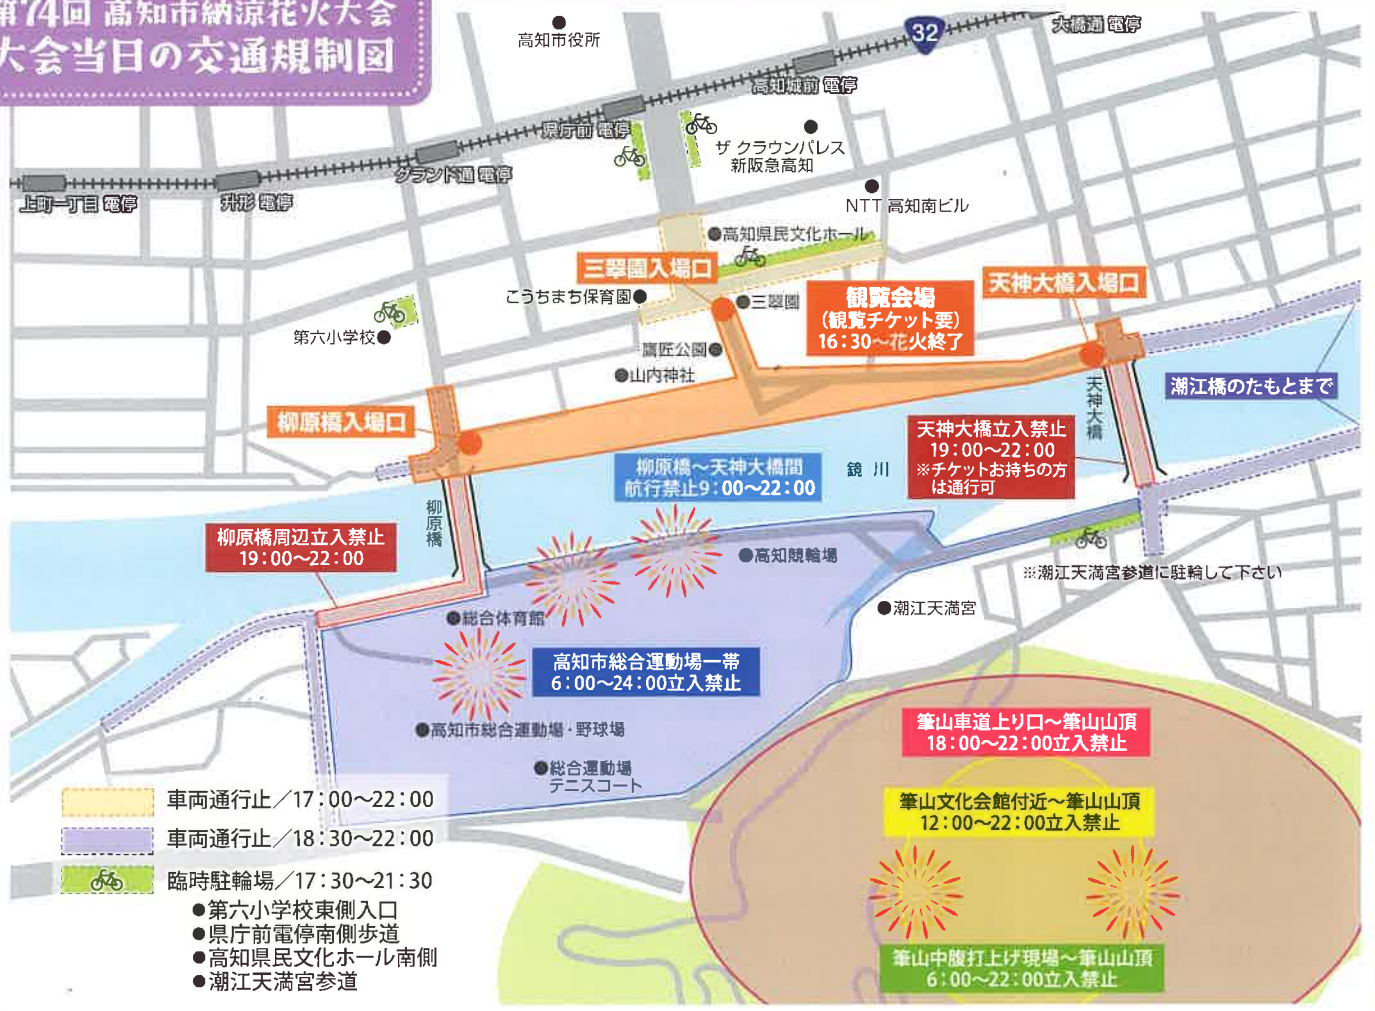 第74回 高知市納涼花火大会
大会当日の交通規制図
高知市役所
32
大橋通 電停
高知城前 電停
県庁前 電停
グランド通 電停
升形 電停
上町一丁目 電停
ザ クラウンパレス
新阪急高知
NTT 高知南ビル
高知県民文化ホール
三翠園入場口
こうちまち保育園
三翠園
観覧会場
(観覧チケット要)
16:30〜花火終了
天神大橋入場口
第六小学校
鷹匠公園
山内神社
潮江橋のたもとまで
柳原橋入場口
天神大橋
天神大橋立入禁止
19:00〜22:00
※チケットお持ちの方
は通行可
柳原橋〜天神大橋間
航行禁止9:00〜22:00
鏡川
柳原橋
柳原橋周辺立入禁止
19:00〜22:00
高知競輪場
※潮江天満宮参道に駐輪して下さい
潮江天満宮
総合体育館
高知市総合運動場一帯
6:00〜24:00立入禁止
高知市総合運動場・野球場
総合運動場
テニスコート
筆山車道上り口〜筆山山頂
18:00〜22:00立入禁止
筆山文化会館付近〜筆山山頂
12:00〜22:00立入禁止
筆山中腹打上げ現場〜筆山山頂
6:00〜22:00立入禁止
車両通行止／17:00〜22:00
車両通行止／18:30〜22:00
臨時駐輪場／17:30〜21:30
●第六小学校東側入口
●県庁前電停南側歩道
●高知県民文化ホール南側
●潮江天満宮参道